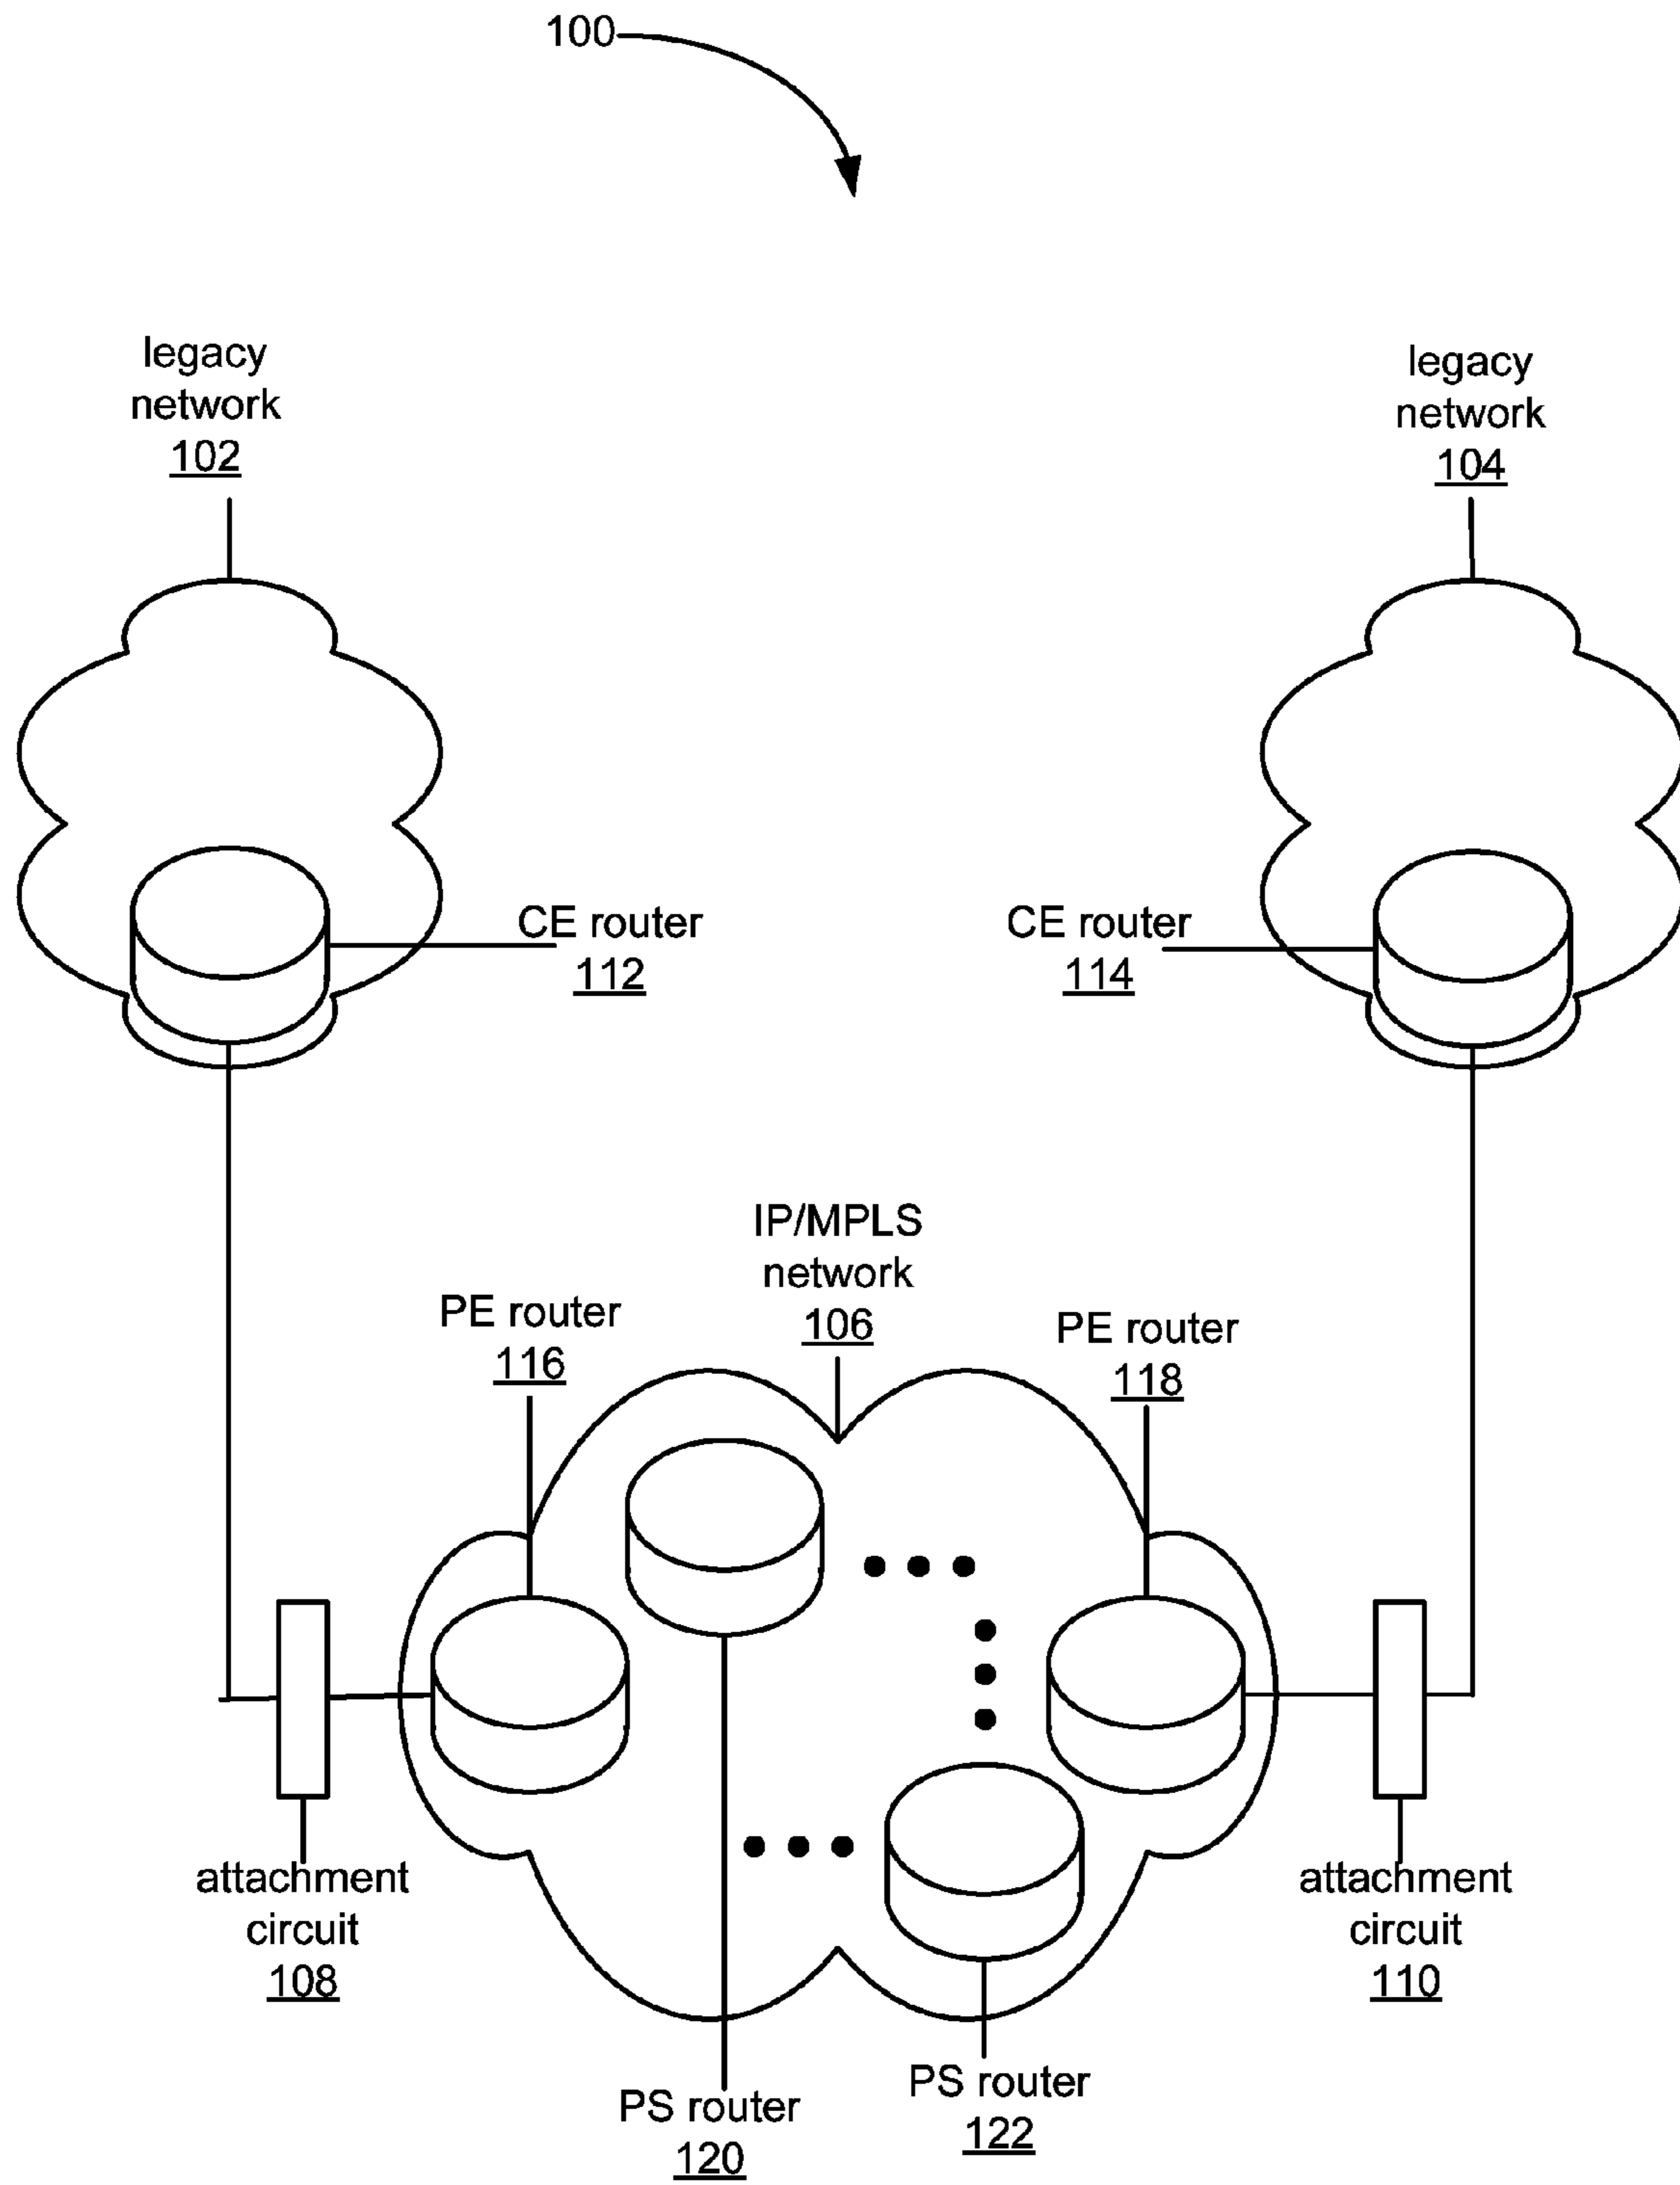 100
legacy
network
102
legacy
network
104
CE router
112
CE router
114
IP/MPLS
network
106
PE router
116
PE router
118
attachment
circuit
108
attachment
circuit
110
PS router
120
PS router
122